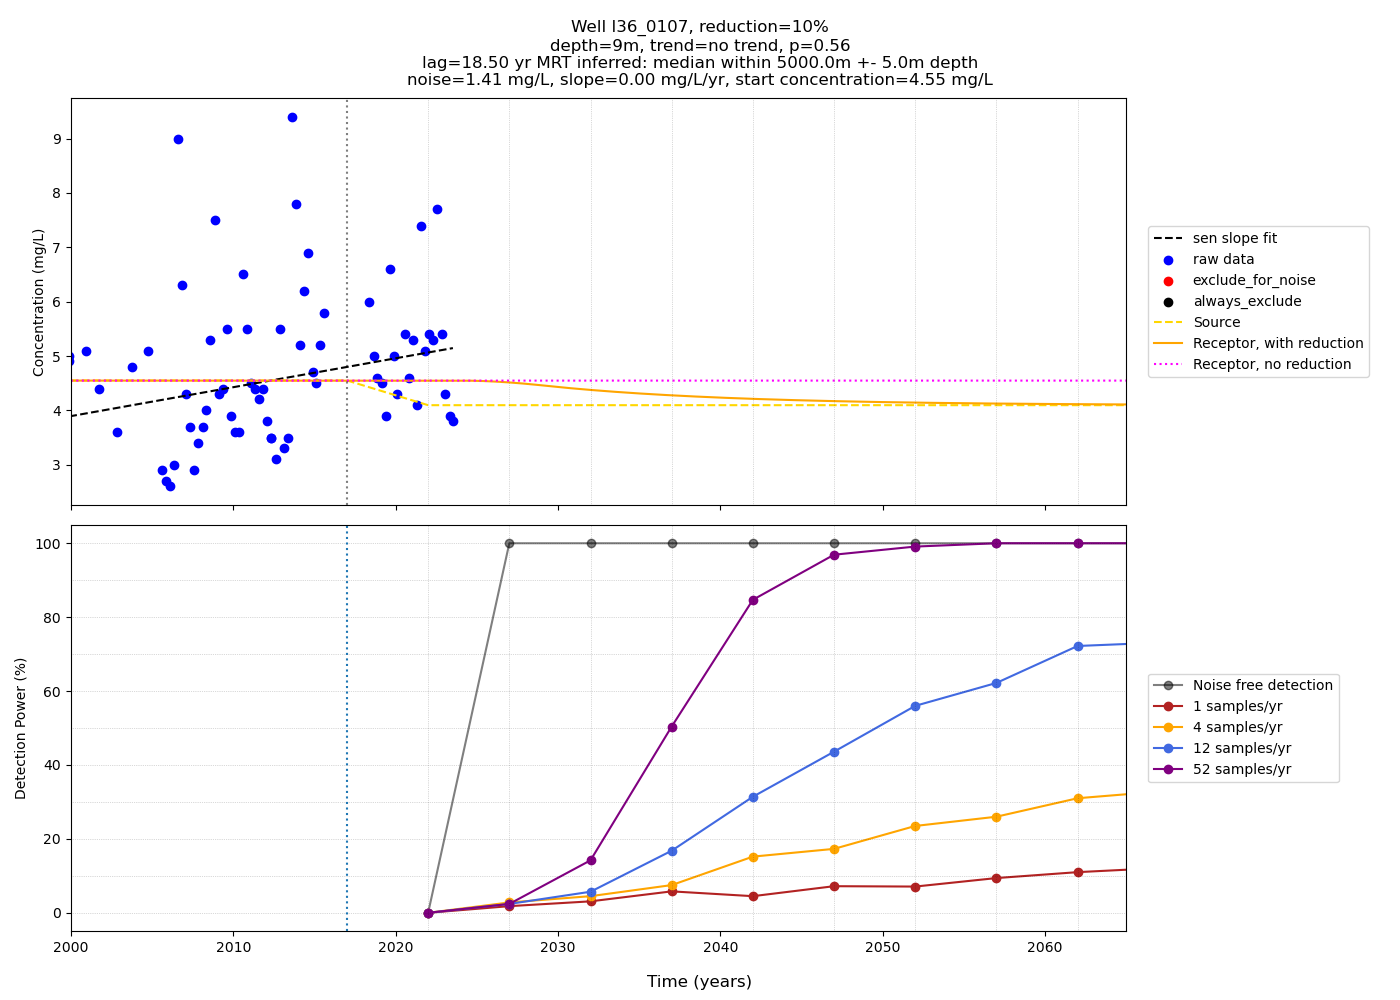 Well l36_0107, reduction=10%
depth=9m, trend=no trend, p=0.56
lag=18.50 yr MRT inferred: median within 5000.0m +- 5.0m depth
noise=1.41 mg/L, slope=0.00 mg/L/yr, start concentration=4.55 mg/L
9
8
7
6
5
4
3
Concentration (mg/L)
sen slope fit
raw data
exclude_for_noise
always_exclude
Source
Receptor, with reduction
Receptor, no reduction
100
80
60
40
20
0
Detection Power (%)
Noise free detection
1 samples/yr
4 samples/yr
12 samples/yr
52 samples/yr
2000 2010 2020 2030 2040 2050 2060
Time (years)